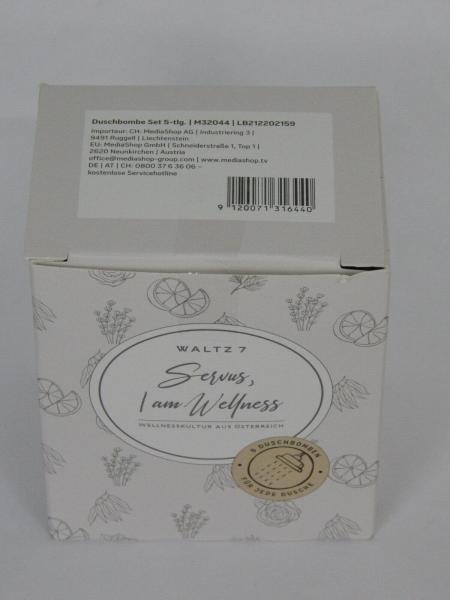 Duschbombe Set 5-tlg. | M32044 | LB212202159
Importeur: CH: MediaShop AG | Industriering 3 |
9491 Ruggell | Liechtenstein
EU: MediaShop GmbH | Schneiderstraße 1, Top 1 |
2620 Neunkirchen / Austria
office@mediashop-group.com | www.mediashop.tv
DE | AT | CH: 0800 37 6 36 06 –
kostenlose Servicehotline
9 120071 316440
WALTZ 7
Servus,
I am Wellness
WELLNESSKULTUR AUS ÖSTERREICH
5 DUSCHBOMBEN
FÜR JEDE DUSCHE